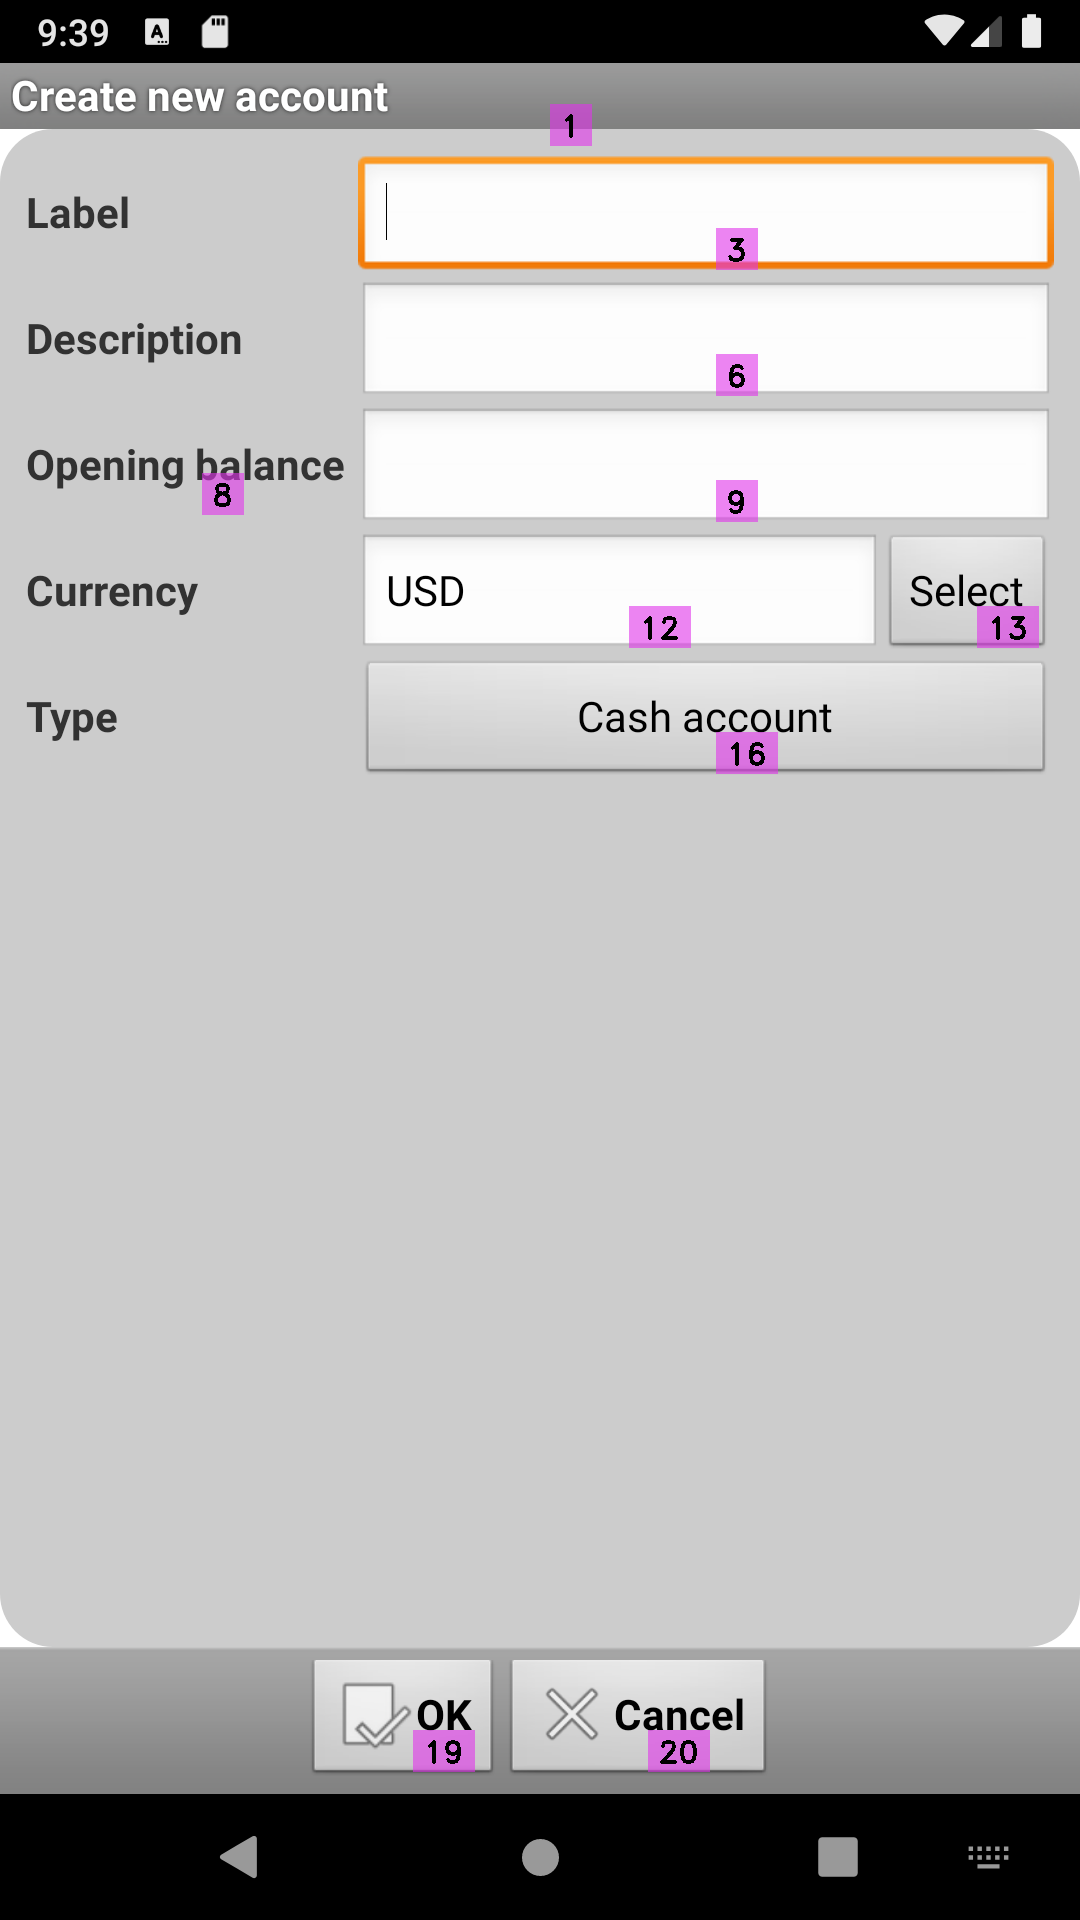 9:39
Create new account
1
Label
3
Description
6
Opening balance
8
9
Currency
USD
Select
12
13
Type
Cash account
16
OK
Cancel
19
20